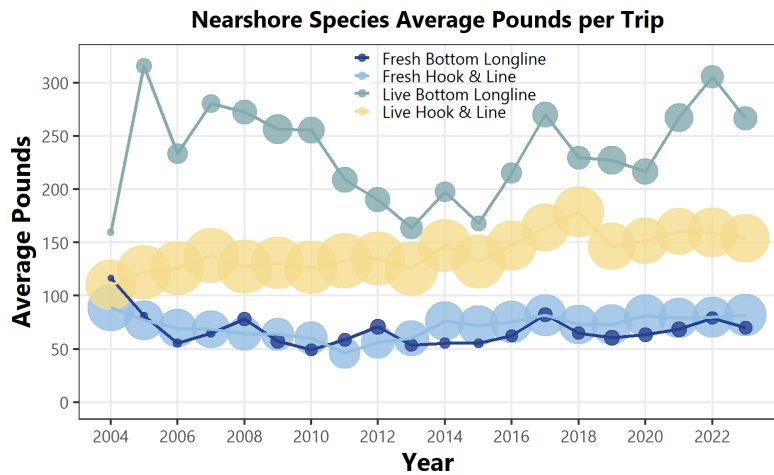 Nearshore Species Average Pounds per Trip
Fresh Bottom Longline
Fresh Hook & Line
Live Bottom Longline
Live Hook & Line
Average Pounds
300
250
200
150
100
50
0
2004 2006 2007 2008 2010 2012 2014 2016 2018 2020 2022
Year